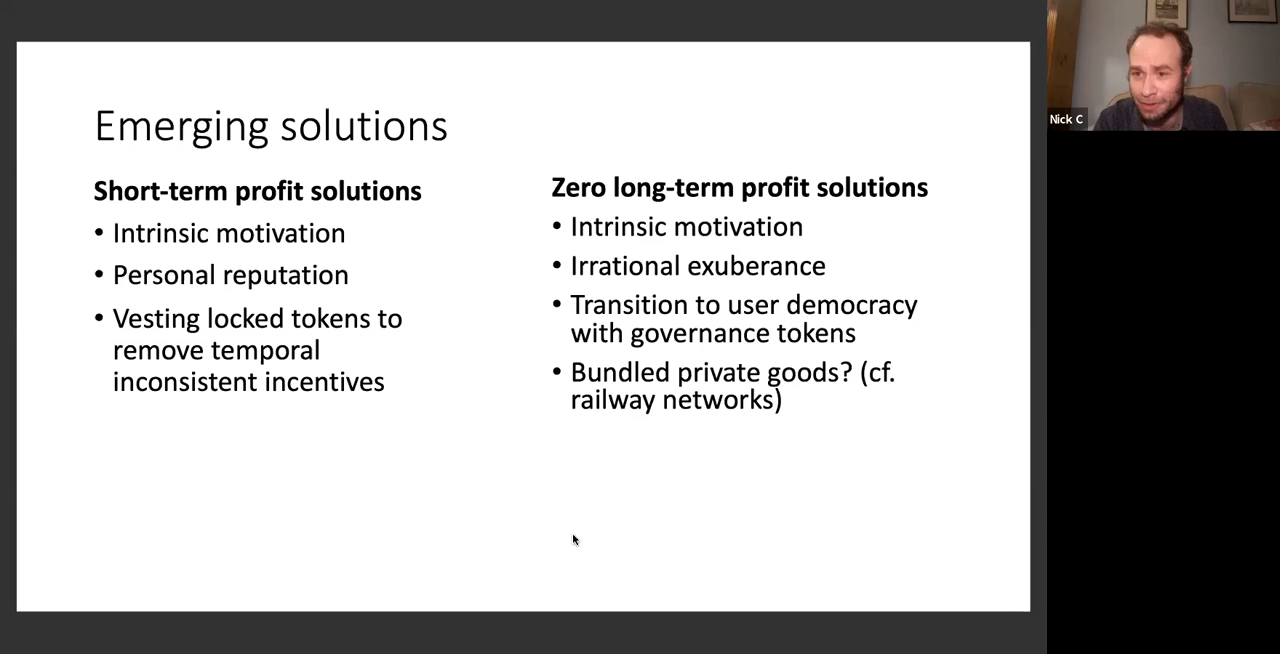 Emerging solutions
Short-term profit solutions
• Intrinsic motivation
• Personal reputation
• Vesting locked tokens to
remove temporal
inconsistent incentives
Zero long-term profit solutions
• Intrinsic motivation
• Irrational exuberance
• Transition to user democracy
with governance tokens
• Bundled private goods? (cf.
railway networks)
Nick C